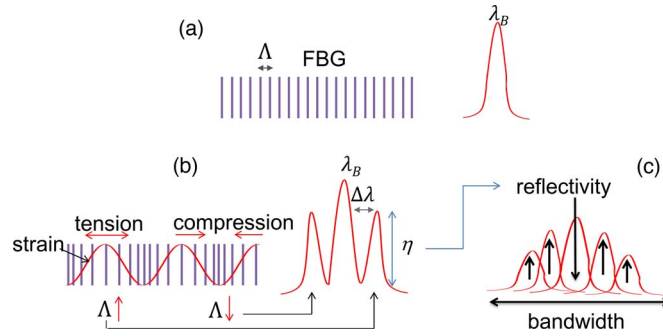 (a)
Λ
FBG
λB
(b)
λB
(c)
Δλ
reflectivity
tension
compression
strain
η
Λ
Λ
bandwidth